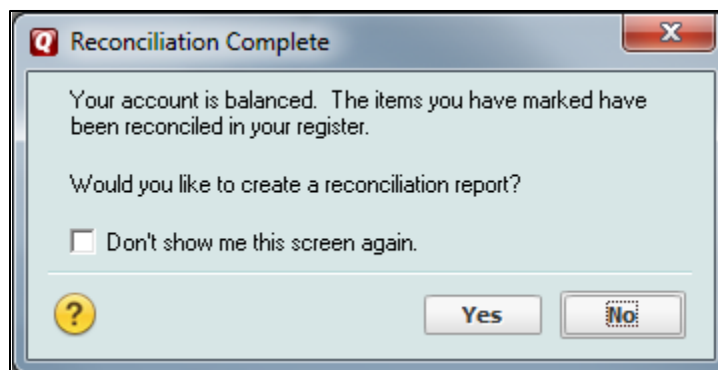 Q Reconciliation Complete
X
Your account is balanced. The items you have marked have
been reconciled in your register.
Would you like to create a reconciliation report?
Don't show me this screen again.
? Yes No